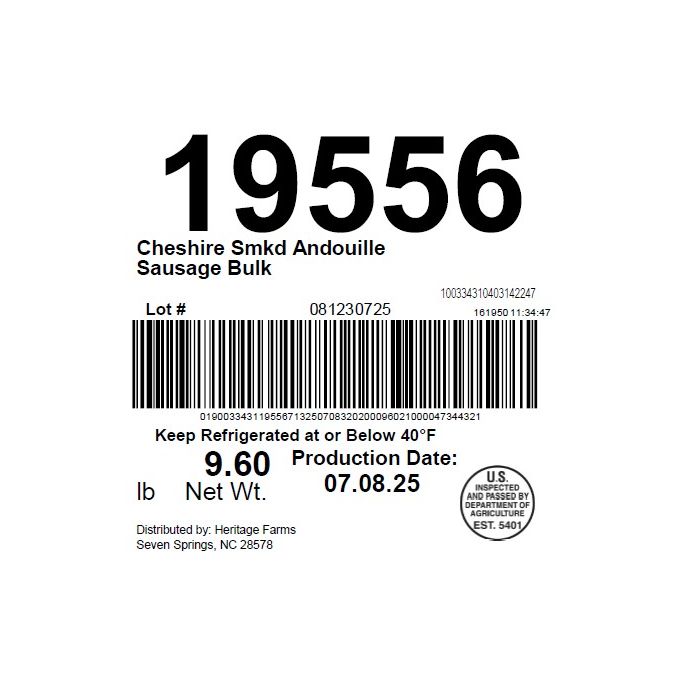 19556
Cheshire Smkd Andouille
Sausage Bulk
100334310403142247
Lot # 081230725 161950 11:34:47
019003343119556713250708320200096021000047344321
Keep Refrigerated at or Below 40°F
9.60 Production Date:
lb Net Wt. 07.08.25
U.S.
INSPECTED
AND PASSED BY
DEPARTMENT OF
AGRICULTURE
EST. 5401
Distributed by: Heritage Farms
Seven Springs, NC 28578